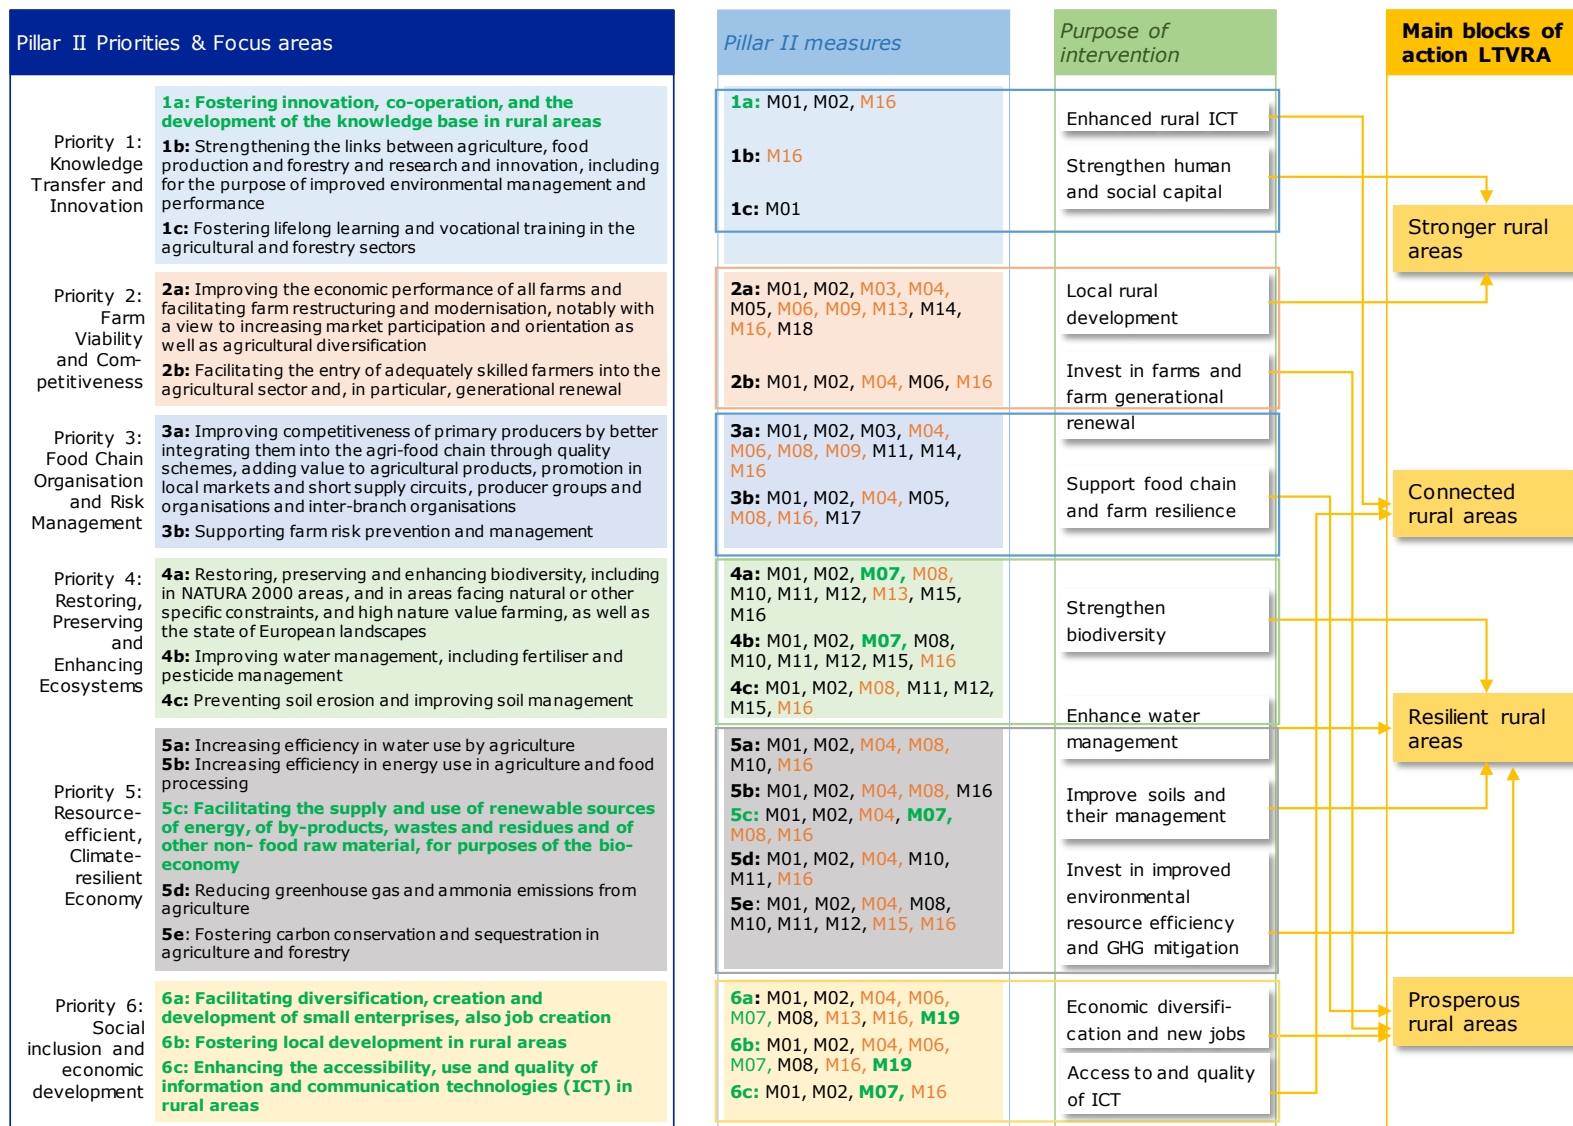 Pillar II Priorities & Focus areas
Pillar II measures
Purpose of
intervention
Main blocks of
action LTVRA
Priority 1:
Knowledge
Transfer and
Innovation
1a: Fostering innovation, co-operation, and the
development of the knowledge base in rural areas
1b: Strengthening the links between agriculture, food
production and forestry and research and innovation, including
for the purpose of improved environmental management and
performance
1c: Fostering lifelong learning and vocational training in the
agricultural and forestry sectors
1a: M01, M02, M16
1b: M16
1c: M01
Enhanced rural ICT
Strengthen human
and social capital
Stronger rural
areas
Priority 2:
Farm
Viability
and Com-
petitiveness
2a: Improving the economic performance of all farms and
facilitating farm restructuring and modernisation, notably with
a view to increasing market participation and orientation as
well as agricultural diversification
2b: Facilitating the entry of adequately skilled farmers into the
agricultural sector and, in particular, generational renewal
2a: M01, M02, M03, M04,
M05, M06, M09, M13, M14,
M16, M18
2b: M01, M02, M04, M06, M16
Local rural
development
Invest in farms and
farm generational
renewal
Priority 3:
Food Chain
Organisation
and Risk
Management
3a: Improving competitiveness of primary producers by better
integrating them into the agri-food chain through quality
schemes, adding value to agricultural products, promotion in
local markets and short supply circuits, producer groups and
organisations and inter-branch organisations
3b: Supporting farm risk prevention and management
3a: M01, M02, M03, M04,
M06, M08, M09, M11, M14,
M16
3b: M01, M02, M04, M05,
M08, M16, M17
Support food chain
and farm resilience
Connected
rural areas
Priority 4:
Restoring,
Preserving
and
Enhancing
Ecosystems
4a: Restoring, preserving and enhancing biodiversity, including
in NATURA 2000 areas, and in areas facing natural or other
specific constraints, and high nature value farming, as well as
the state of European landscapes
4b: Improving water management, including fertiliser and
pesticide management
4c: Preventing soil erosion and improving soil management
4a: M01, M02, M07, M08,
M10, M11, M12, M13, M15,
M16
4b: M01, M02, M07, M08,
M10, M11, M12, M15, M16
4c: M01, M02, M08, M11, M12,
M15, M16
Strengthen
biodiversity
Enhance water
management
Resilient rural
areas
Priority 5:
Resource-
efficient,
Climate-
resilient
Economy
5a: Increasing efficiency in water use by agriculture
5b: Increasing efficiency in energy use in agriculture and food
processing
5c: Facilitating the supply and use of renewable sources
of energy, of by-products, wastes and residues and of
other non- food raw material, for purposes of the bio-
economy
5d: Reducing greenhouse gas and ammonia emissions from
agriculture
5e: Fostering carbon conservation and sequestration in
agriculture and forestry
5a: M01, M02, M04, M08,
M10, M16
5b: M01, M02, M04, M08, M16
5c: M01, M02, M04, M07,
M08, M16
5d: M01, M02, M04, M10,
M11, M16
5e: M01, M02, M04, M08,
M10, M11, M12, M15, M16
Improve soils and
their management
Invest in improved
environmental
resource efficiency
and GHG mitigation
Priority 6:
Social
inclusion and
economic
development
6a: Facilitating diversification, creation and
development of small enterprises, also job creation
6b: Fostering local development in rural areas
6c: Enhancing the accessibility, use and quality of
information and communication technologies (ICT) in
rural areas
6a: M01, M02, M04, M06,
M07, M08, M13, M16, M19
6b: M01, M02, M04, M06,
M07, M08, M16, M19
6c: M01, M02, M07, M16
Economic diversifi-
cation and new jobs
Access to and quality
of ICT
Prosperous
rural areas